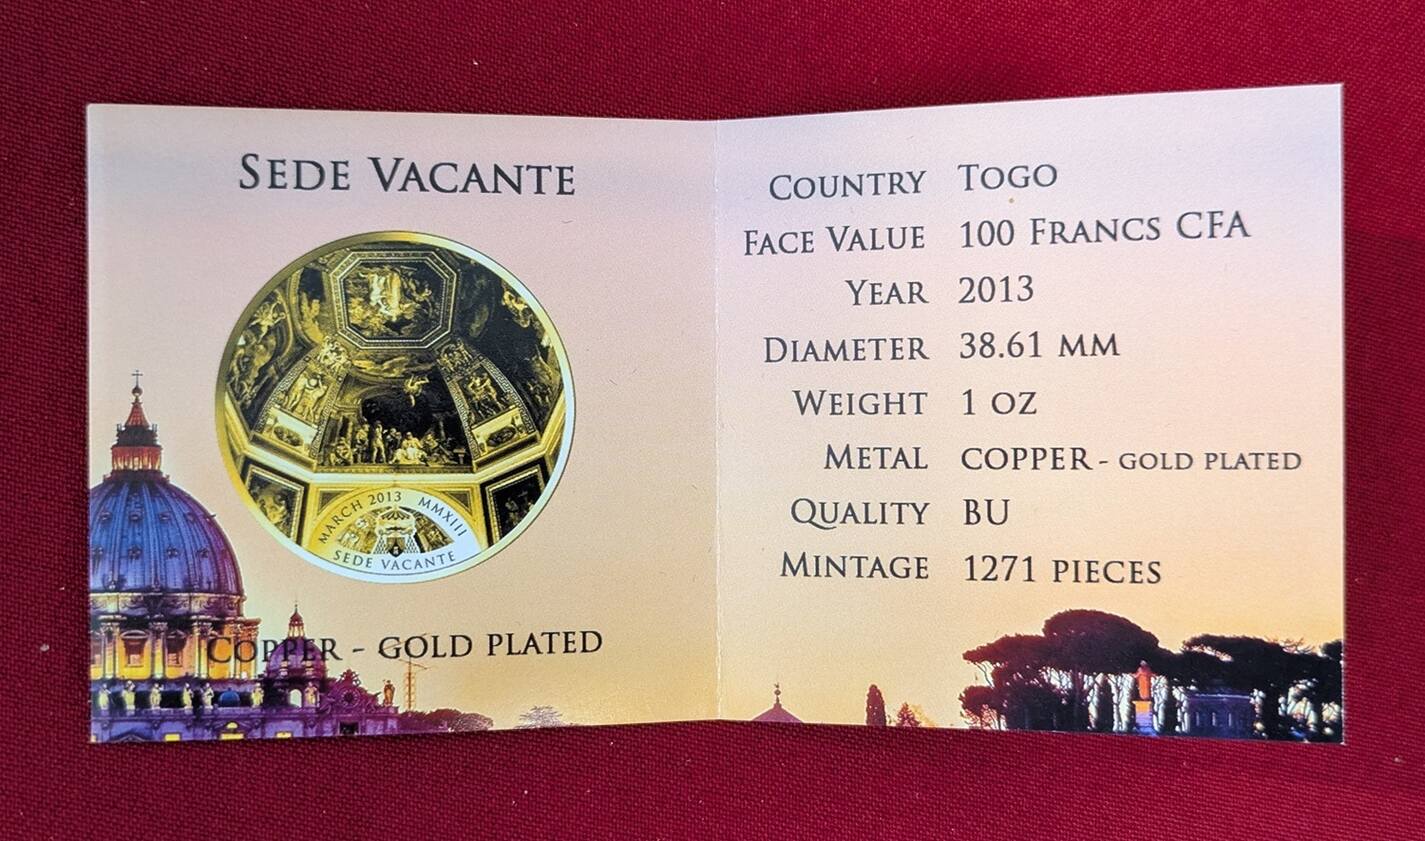 SEDE VACANTE
MARCH 2013 MMXIII
SEDE VACANTE
COPPER - GOLD PLATED
COUNTRY TOGO
FACE VALUE 100 FRANCS CFA
YEAR 2013
DIAMETER 38.61 MM
WEIGHT 1 OZ
METAL COPPER - GOLD PLATED
QUALITY BU
MINTAGE 1271 PIECES